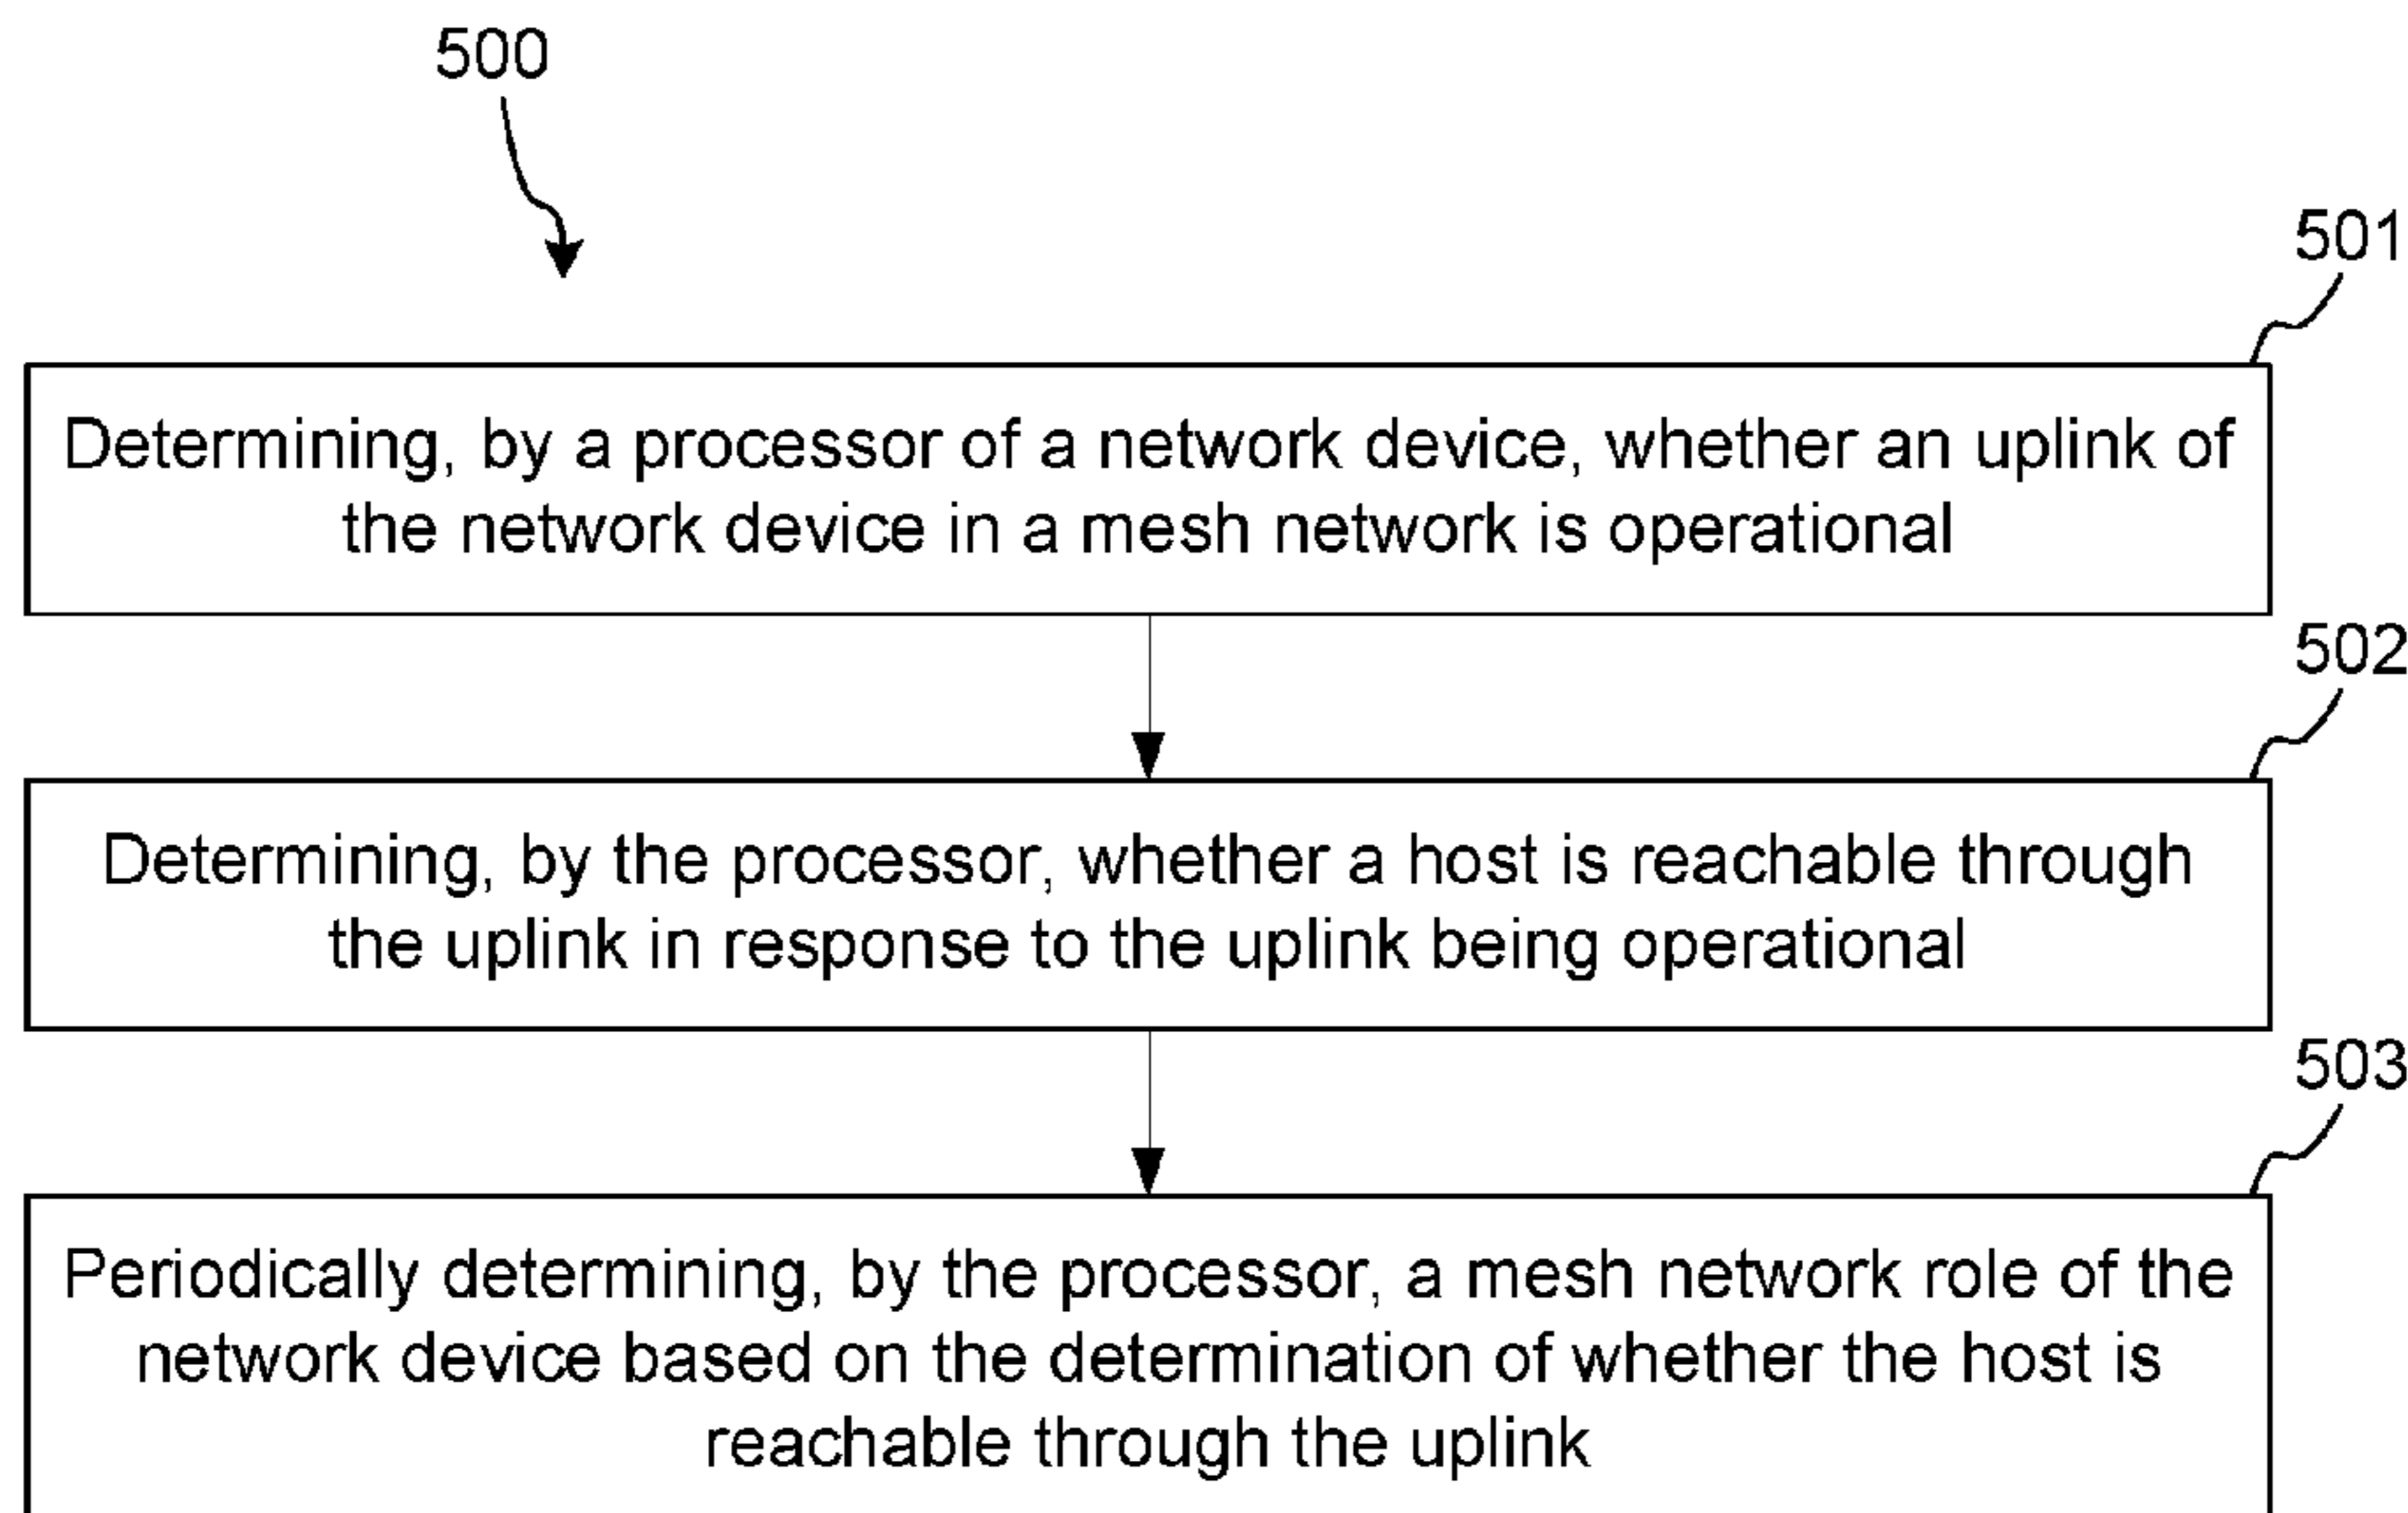 500
501
Determining, by a processor of a network device, whether an uplink of
the network device in a mesh network is operational
502
Determining, by the processor, whether a host is reachable through
the uplink in response to the uplink being operational
503
Periodically determining, by the processor, a mesh network role of the
network device based on the determination of whether the host is
reachable through the uplink